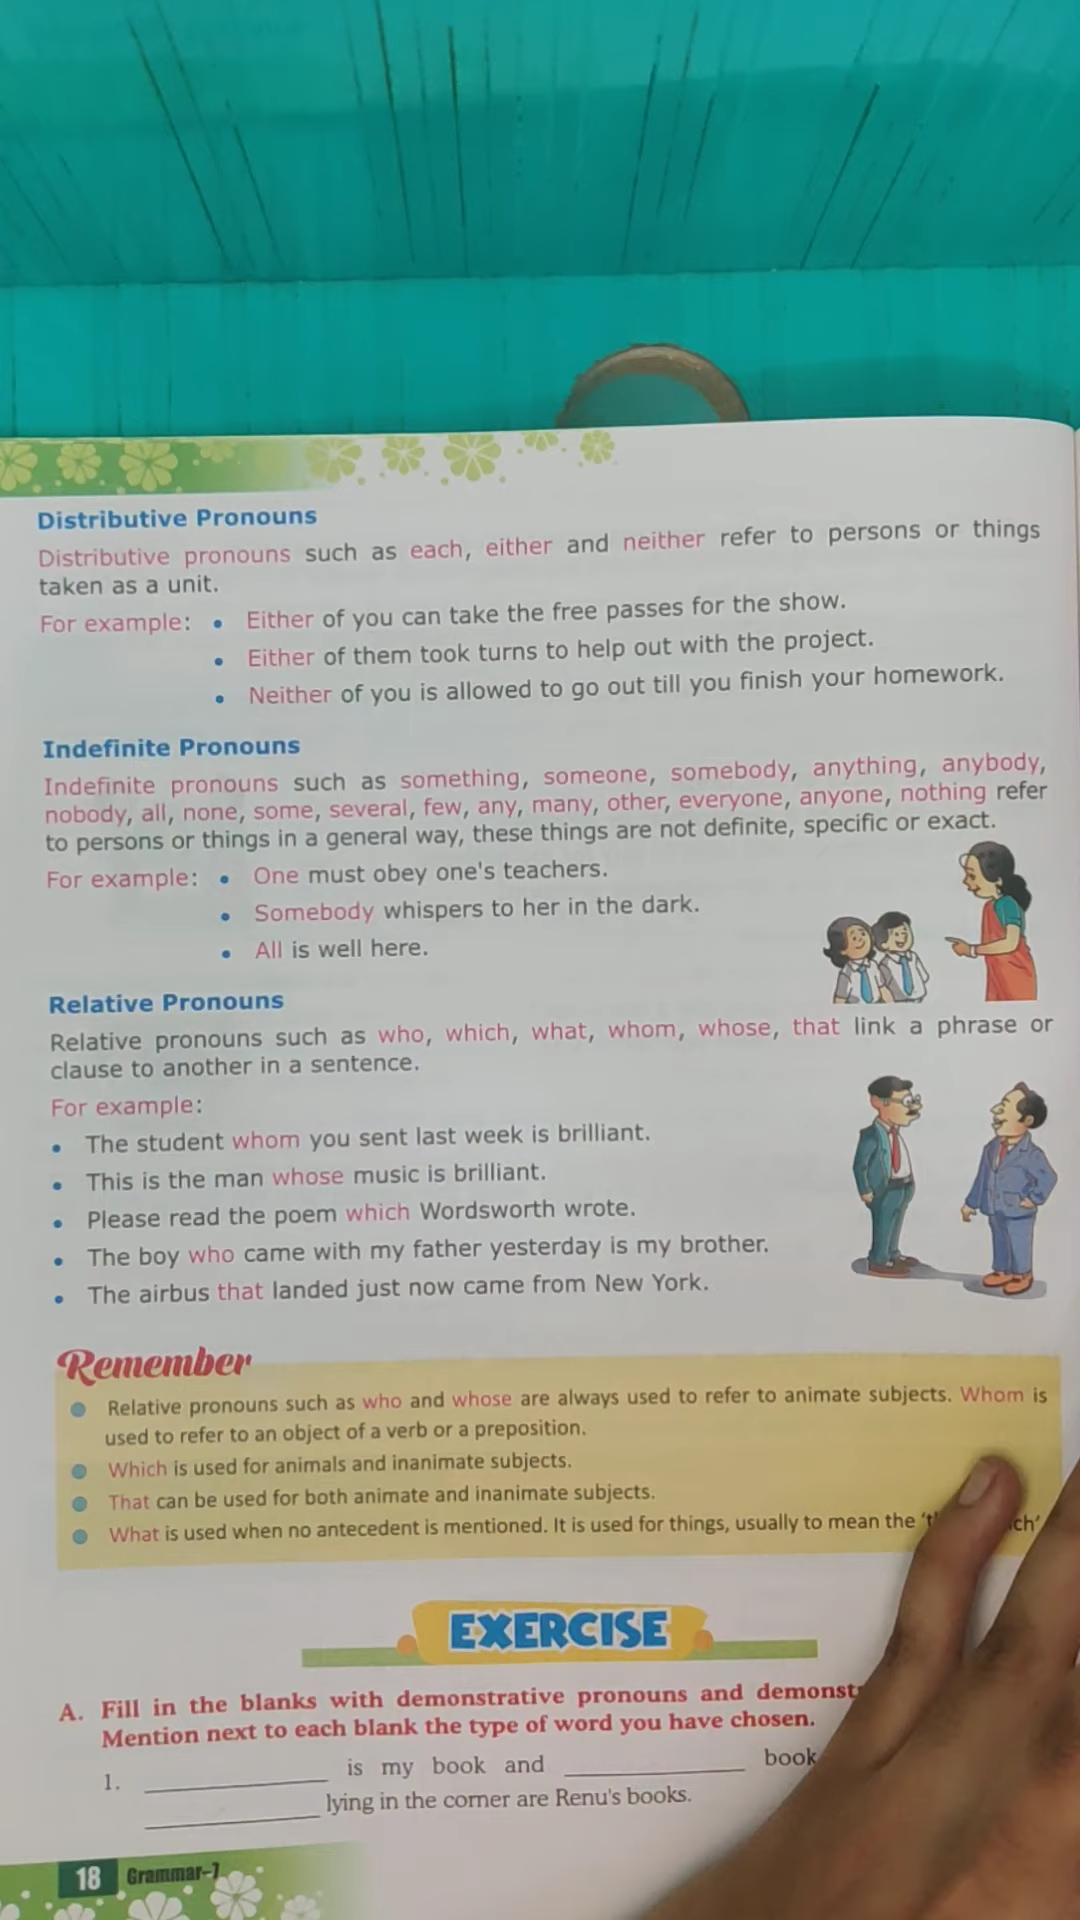 Distributive Pronouns
Distributive pronouns such as each, either and neither refer to persons or things
taken as a unit.
For example: • Either of you can take the free passes for the show.
• Either of them took turns to help out with the project.
• Neither of you is allowed to go out till you finish your homework.
Indefinite Pronouns
Indefinite pronouns such as something, someone, somebody, anything, anybody,
nobody, all, none, some, several, few, any, many, other, everyone, anyone, nothing refer
to persons or things in a general way, these things are not definite, specific or exact.
For example: • One must obey one's teachers.
• Somebody whispers to her in the dark.
• All is well here.
Relative Pronouns
Relative pronouns such as who, which, what, whom, whose, that link a phrase or
clause to another in a sentence.
For example:
• The student whom you sent last week is brilliant.
• This is the man whose music is brilliant.
• Please read the poem which Wordsworth wrote.
• The boy who came with my father yesterday is my brother.
• The airbus that landed just now came from New York.
Remember
Relative pronouns such as who and whose are always used to refer to animate subjects. Whom is
used to refer to an object of a verb or a preposition.
Which is used for animals and inanimate subjects.
That can be used for both animate and inanimate subjects.
What is used when no antecedent is mentioned. It is used for things, usually to mean the
EXERCISE
A. Fill in the blanks with demonstrative pronouns and
Mention next to each blank the type of word you have chosen.
1. ____________ is my book and ____________ book
____________ lying in the corner are Renu's books.
18 Grammar-7